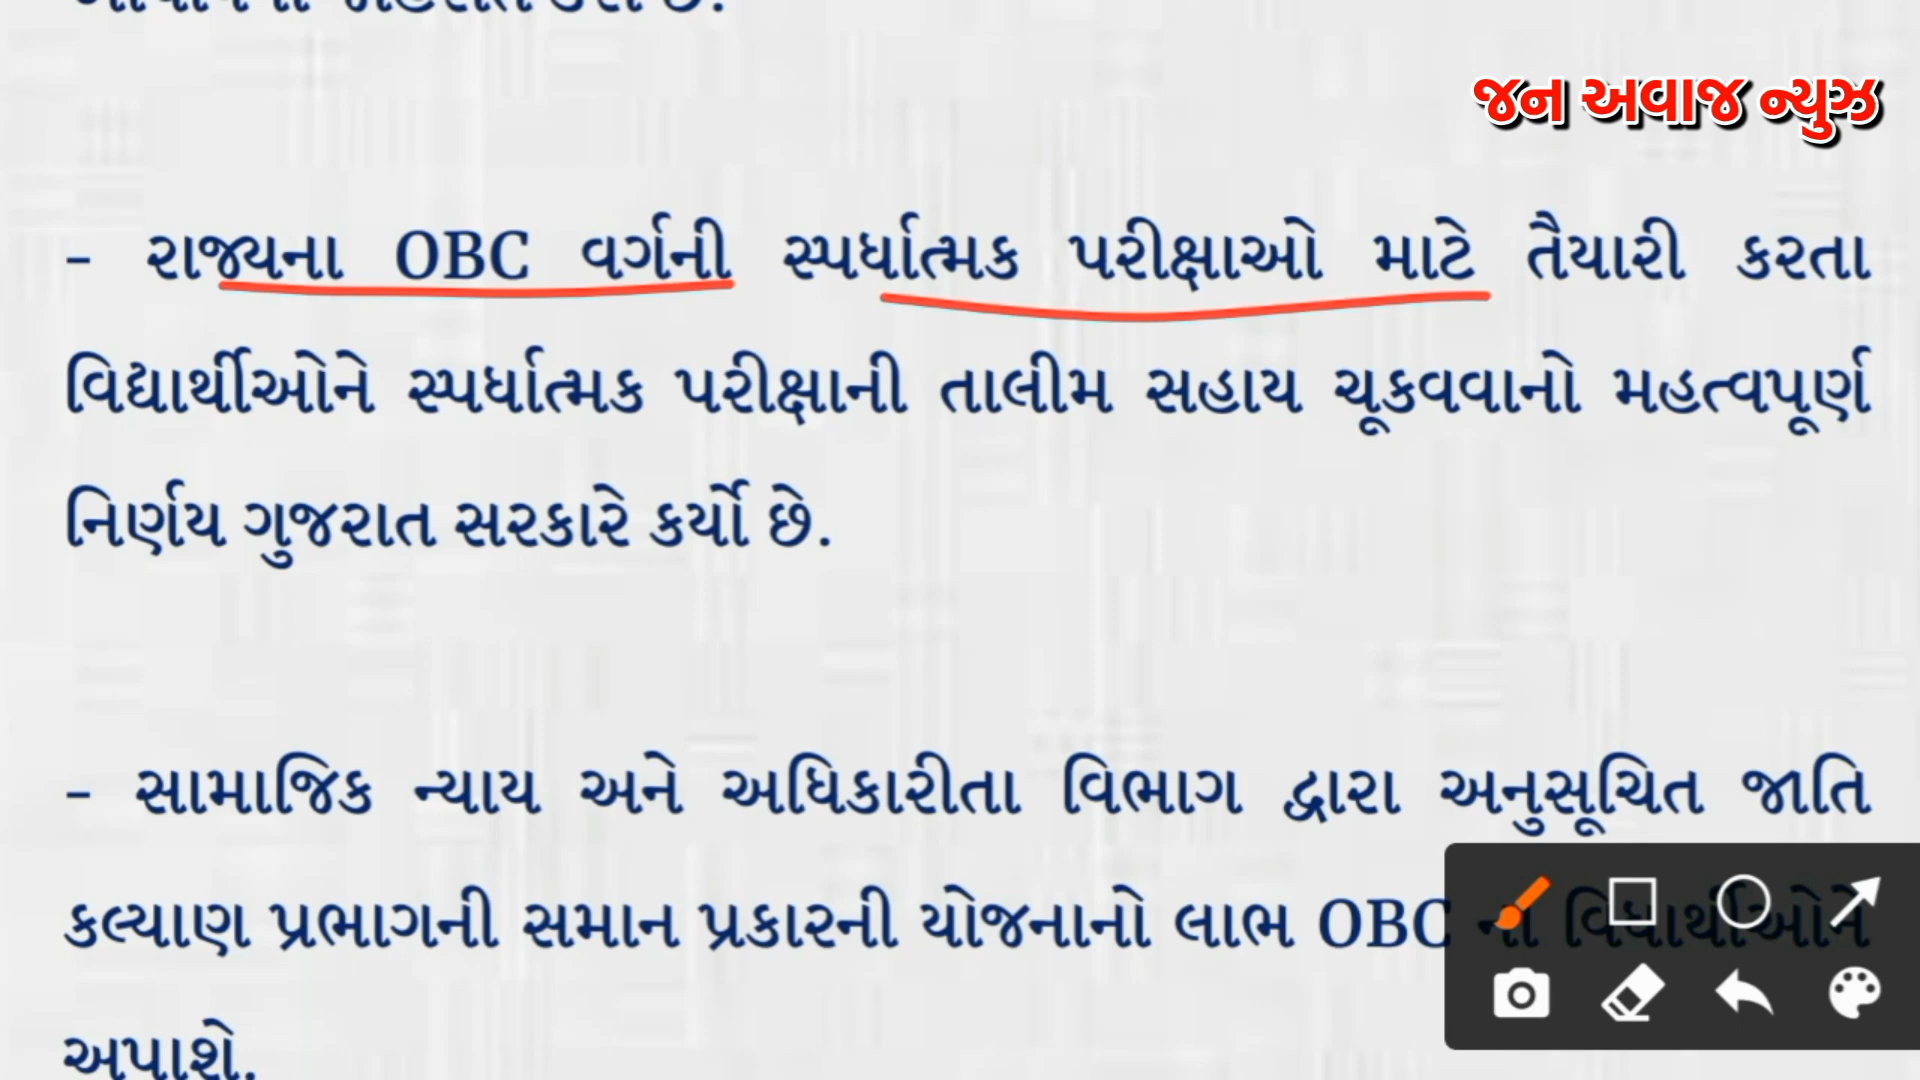 જન અવાજ ન્યુઝ
– રાજ્યના OBC વર્ગની સ્પર્ધાત્મક પરીક્ષાઓ માટે તૈયારી કરતા
વિદ્યાર્થીઓને સ્પર્ધાત્મક પરીક્ષાની તાલીમ સહાય ચૂકવવાનો મહત્વપૂર્ણ
નિર્ણય ગુજરાત સરકારે કર્યો છે.
– સામાજિક ન્યાય અને અધિકારીતા વિભાગ દ્વારા અનુસૂચિત જાતિ
કલ્યાણ પ્રભાગની સમાન પ્રકારની યોજનાનો લાભ OBC ના વિદ્યાર્થીઓને
અપાશે.